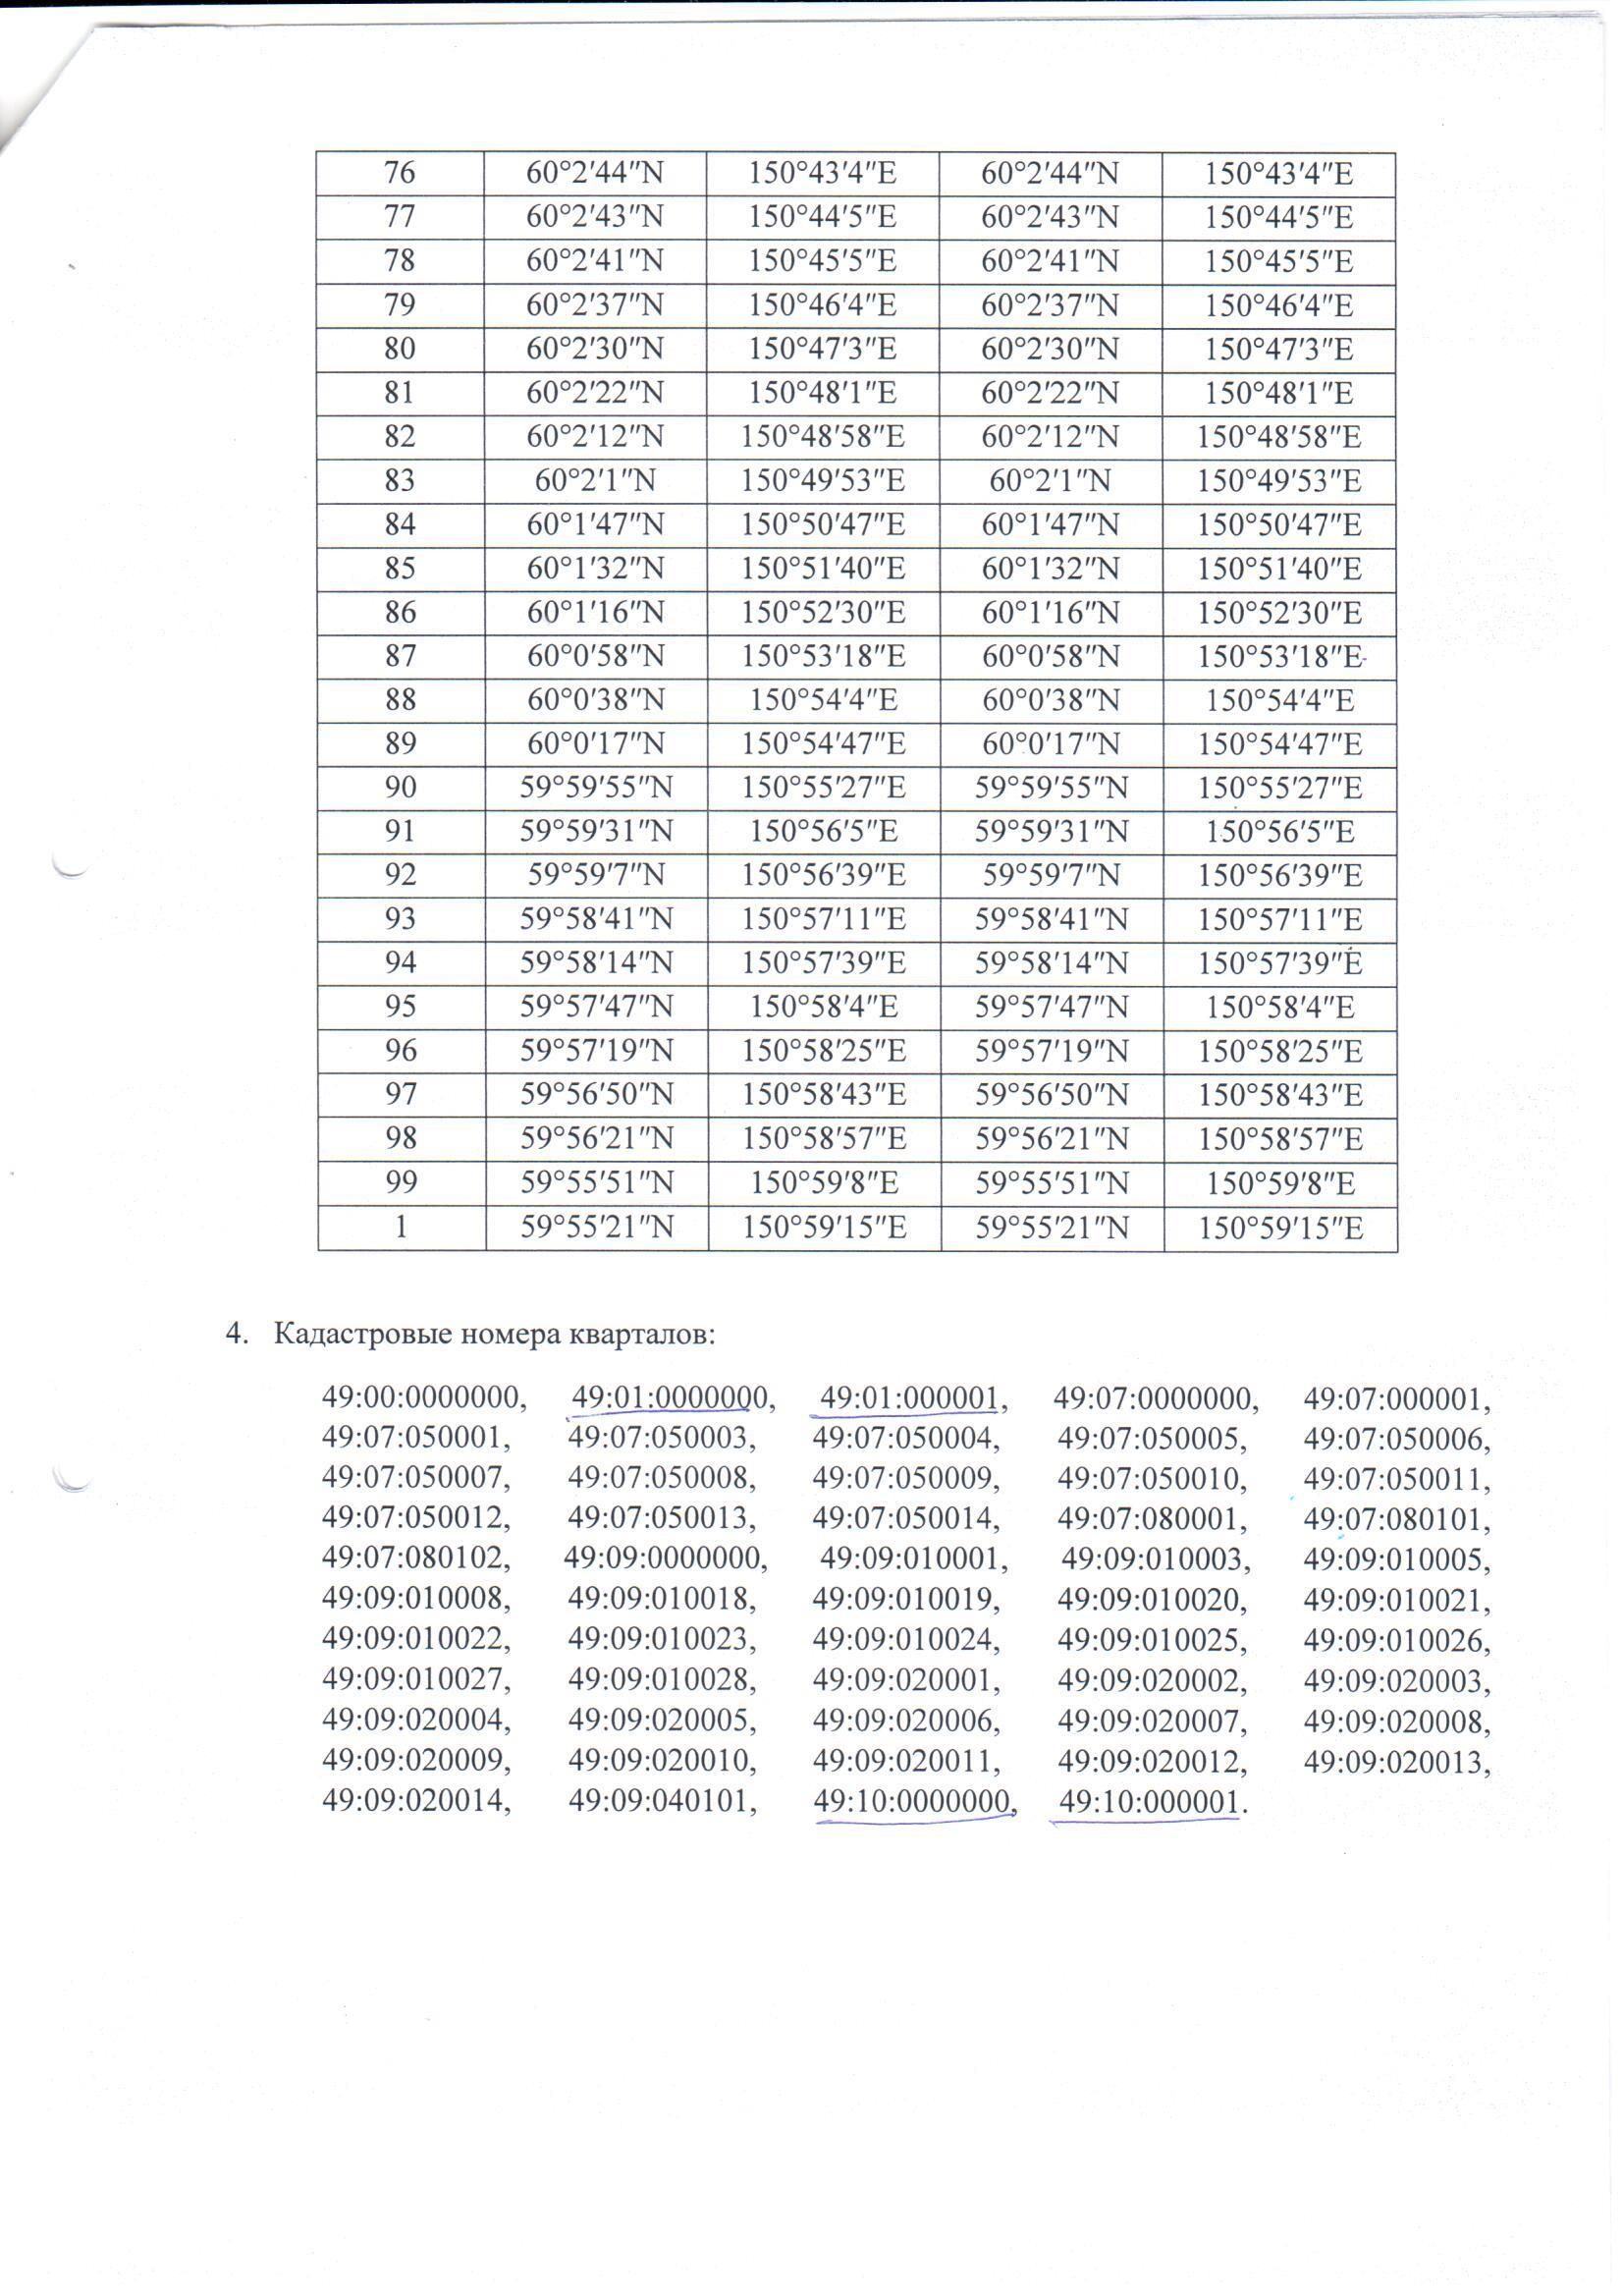 76 60°2′44″N 150°43′4″E 60°2′44″N 150°43′4″E
77 60°2′43″N 150°44′5″E 60°2′43″N 150°44′5″E
78 60°2′41″N 150°45′5″E 60°2′41″N 150°45′5″E
79 60°2′37″N 150°46′4″E 60°2′37″N 150°46′4″E
80 60°2′30″N 150°47′3″E 60°2′30″N 150°47′3″E
81 60°2′22″N 150°48′1″E 60°2′22″N 150°48′1″E
82 60°2′12″N 150°48′58″E 60°2′12″N 150°48′58″E
83 60°2′1″N 150°49′53″E 60°2′1″N 150°49′53″E
84 60°1′47″N 150°50′47″E 60°1′47″N 150°50′47″E
85 60°1′32″N 150°51′40″E 60°1′32″N 150°51′40″E
86 60°1′16″N 150°52′30″E 60°1′16″N 150°52′30″E
87 60°0′58″N 150°53′18″E 60°0′58″N 150°53′18″E
88 60°0′38″N 150°54′4″E 60°0′38″N 150°54′4″E
89 60°0′17″N 150°54′47″E 60°0′17″N 150°54′47″E
90 59°59′55″N 150°55′27″E 59°59′55″N 150°55′27″E
91 59°59′31″N 150°56′5″E 59°59′31″N 150°56′5″E
92 59°59′7″N 150°56′39″E 59°59′7″N 150°56′39″E
93 59°58′41″N 150°57′11″E 59°58′41″N 150°57′11″E
94 59°58′14″N 150°57′39″E 59°58′14″N 150°57′39″E
95 59°57′47″N 150°58′4″E 59°57′47″N 150°58′4″E
96 59°57′19″N 150°58′25″E 59°57′19″N 150°58′25″E
97 59°56′50″N 150°58′43″E 59°56′50″N 150°58′43″E
98 59°56′21″N 150°58′57″E 59°56′21″N 150°58′57″E
99 59°55′51″N 150°59′8″E 59°55′51″N 150°59′8″E
1 59°55′21″N 150°59′15″E 59°55′21″N 150°59′15″E
4. Кадастровые номера кварталов:
49:00:0000000, 49:01:0000000, 49:01:000001, 49:07:0000000, 49:07:000001,
49:07:050001, 49:07:050003, 49:07:050004, 49:07:050005, 49:07:050006,
49:07:050007, 49:07:050008, 49:07:050009, 49:07:050010, 49:07:050011,
49:07:050012, 49:07:050013, 49:07:050014, 49:07:080001, 49:07:080101,
49:07:080102, 49:09:0000000, 49:09:010001, 49:09:010003, 49:09:010005,
49:09:010008, 49:09:010018, 49:09:010019, 49:09:010020, 49:09:010021,
49:09:010022, 49:09:010023, 49:09:010024, 49:09:010025, 49:09:010026,
49:09:010027, 49:09:010028, 49:09:020001, 49:09:020002, 49:09:020003,
49:09:020004, 49:09:020005, 49:09:020006, 49:09:020007, 49:09:020008,
49:09:020009, 49:09:020010, 49:09:020011, 49:09:020012, 49:09:020013,
49:09:020014, 49:09:040101, 49:10:0000000, 49:10:000001.